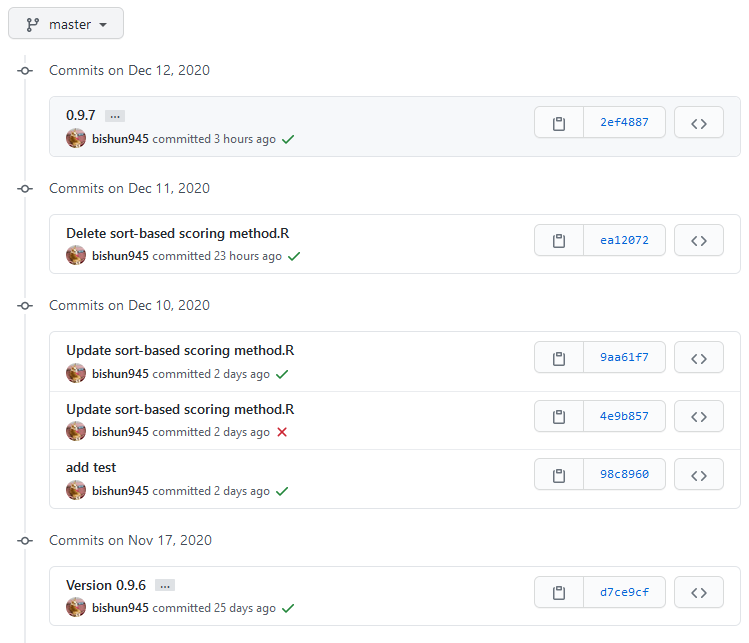 master
Commits on Dec 12, 2020
0.9.7 ...
bishun945 committed 3 hours ago
2ef4887
Commits on Dec 11, 2020
Delete sort-based scoring method.R
bishun945 committed 23 hours ago
ea12072
Commits on Dec 10, 2020
Update sort-based scoring method.R
bishun945 committed 2 days ago
9aa61f7
Update sort-based scoring method.R
bishun945 committed 2 days ago
4e9b857
add test
bishun945 committed 2 days ago
98c8960
Commits on Nov 17, 2020
Version 0.9.6 ...
bishun945 committed 25 days ago
d7ce9cf